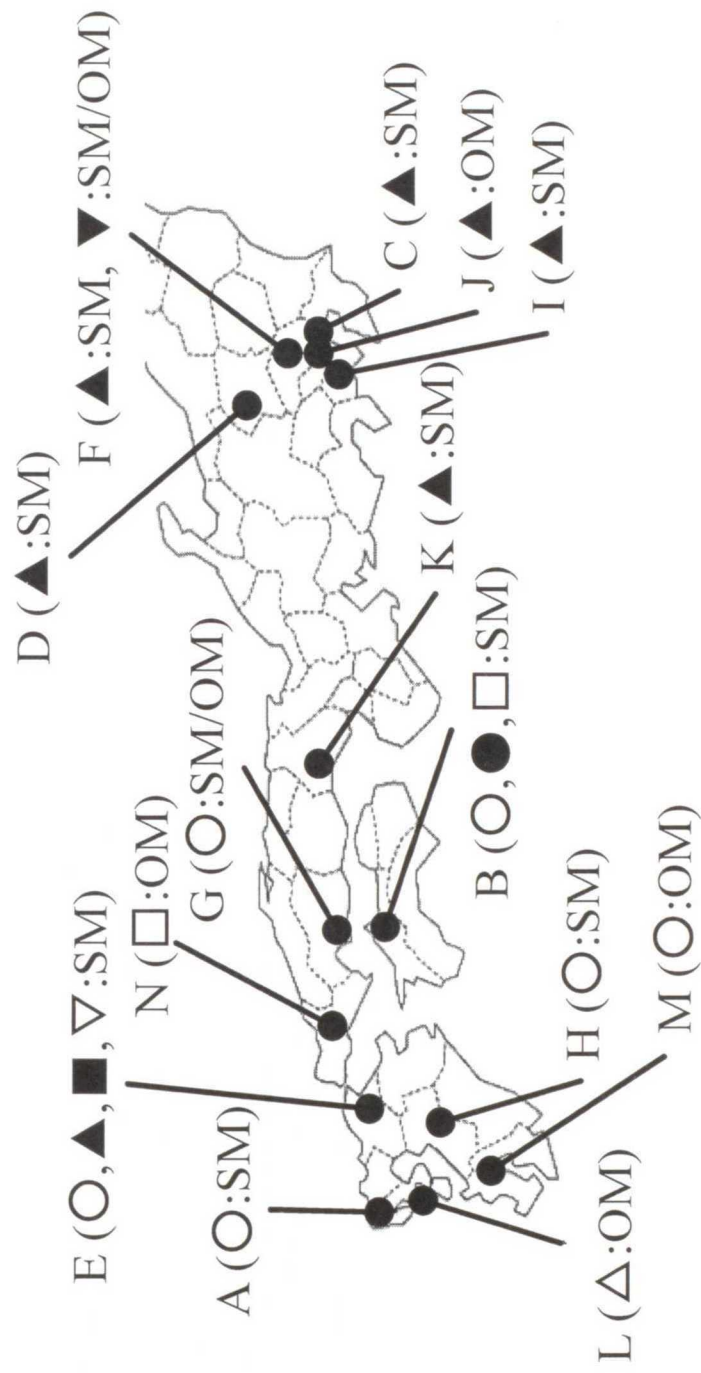 D (▲:SM)
F (▲:SM, ▼:SM/OM)
E (○,▲,■,▽:SM)
N (□:OM)
G (○:SM/OM)
A (○:SM)
C (▲:SM)
K (▲:SM)
J (▲:OM)
B (○,●,□:SM)
I (▲:SM)
H (○:SM)
L (△:OM)
M (○:OM)